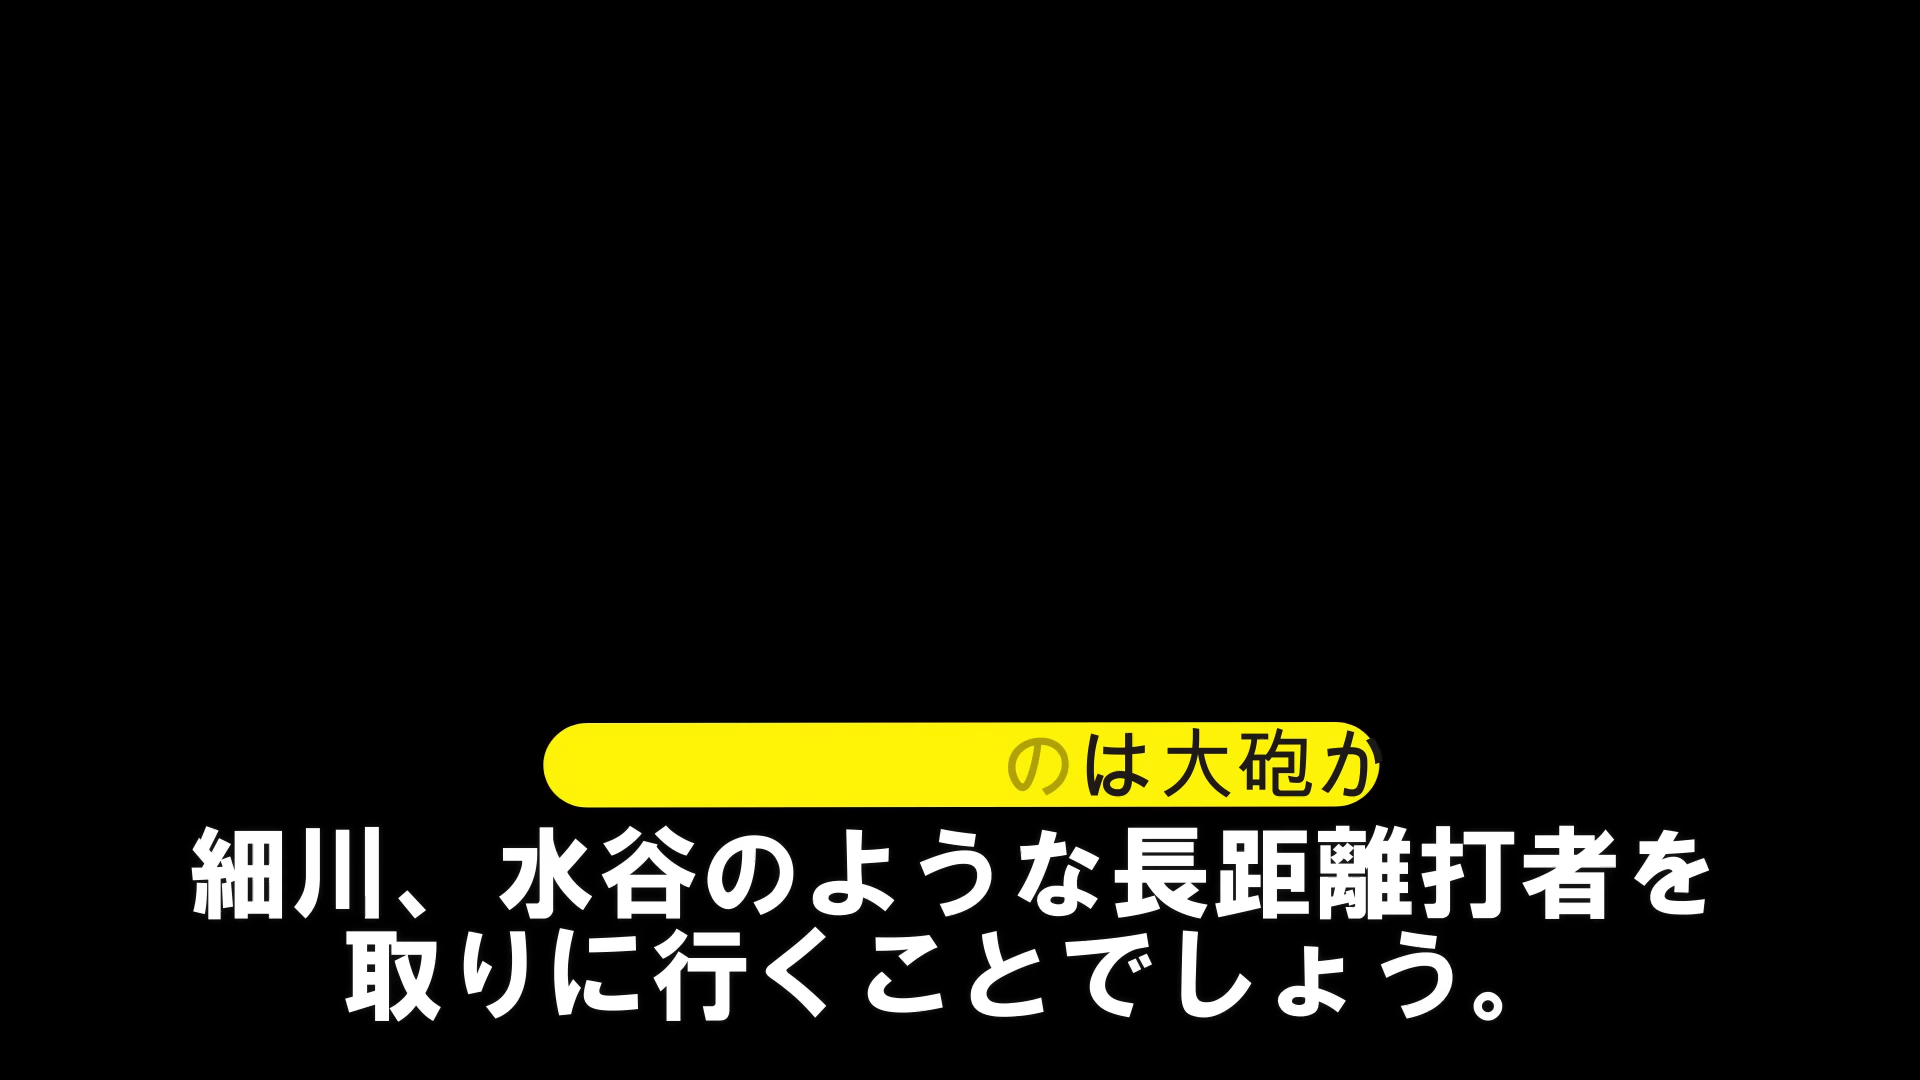 のは大砲か
細川、水谷のような長距離打者を
取りに行くことでしょう。